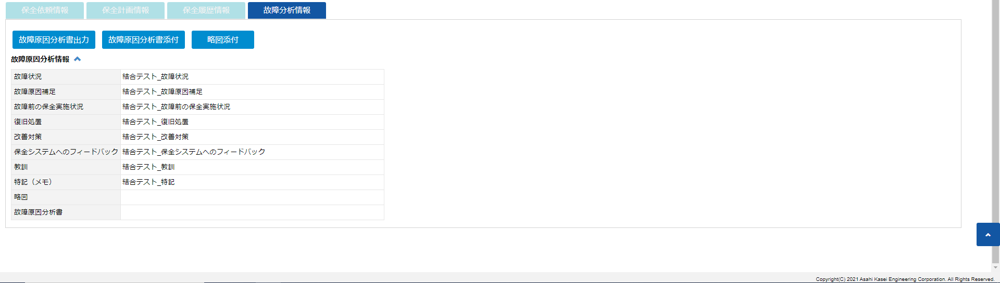 保全依頼情報 保全計画情報 保全履歴情報 故障分析情報
故障原因分析書出力 故障原因分析書添付 略図添付
故障原因分析情報
故障状況 結合テスト_故障状況
故障原因補足 結合テスト_故障原因補足
故障前の保全実施状況 結合テスト_故障前の保全実施状況
復旧処置 結合テスト_復旧処置
改善対策 結合テスト_改善対策
保全システムへのフィードバック 結合テスト_保全システムへのフィードバック
教訓 結合テスト_教訓
特記（メモ） 結合テスト_特記
略図
故障原因分析書
Copyright(C) 2021 Asahi Kasei Engineering Corporation. All Rights Reserved.